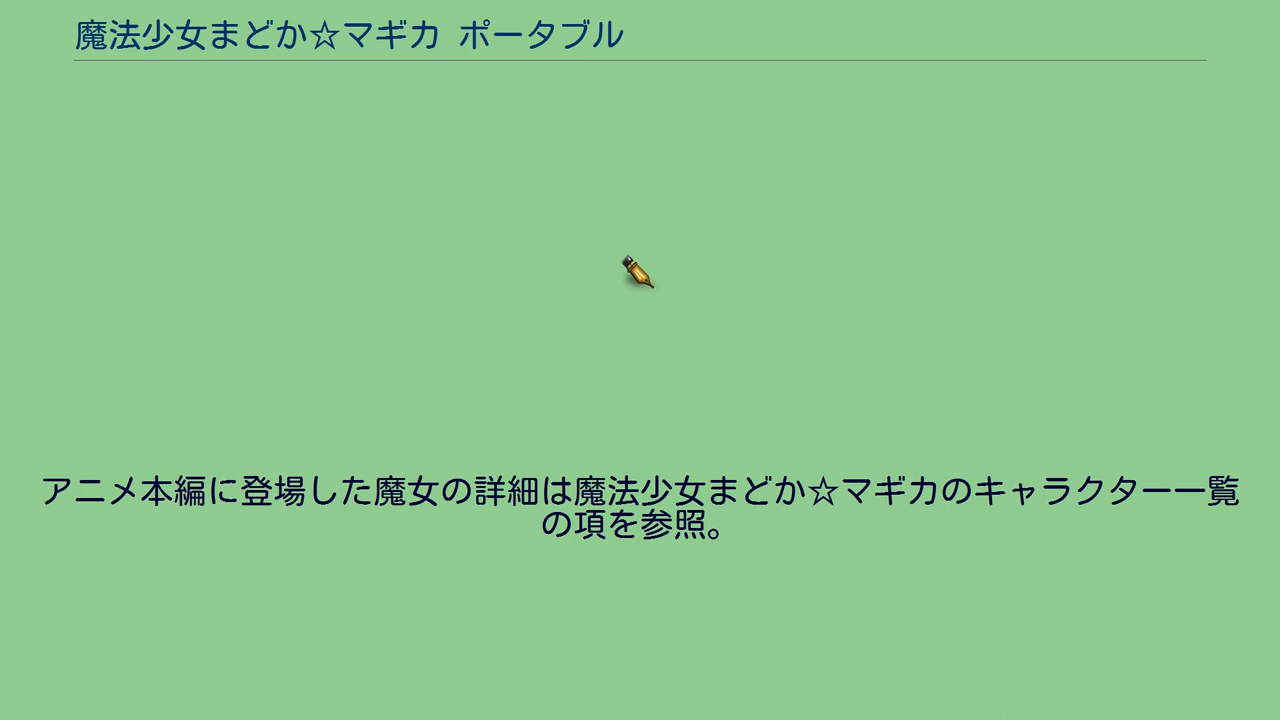 魔法少女まどか☆マギカ ポータブル
アニメ本編に登場した魔女の詳細は魔法少女まどか☆マギカのキャラクター一覧
の項を参照。